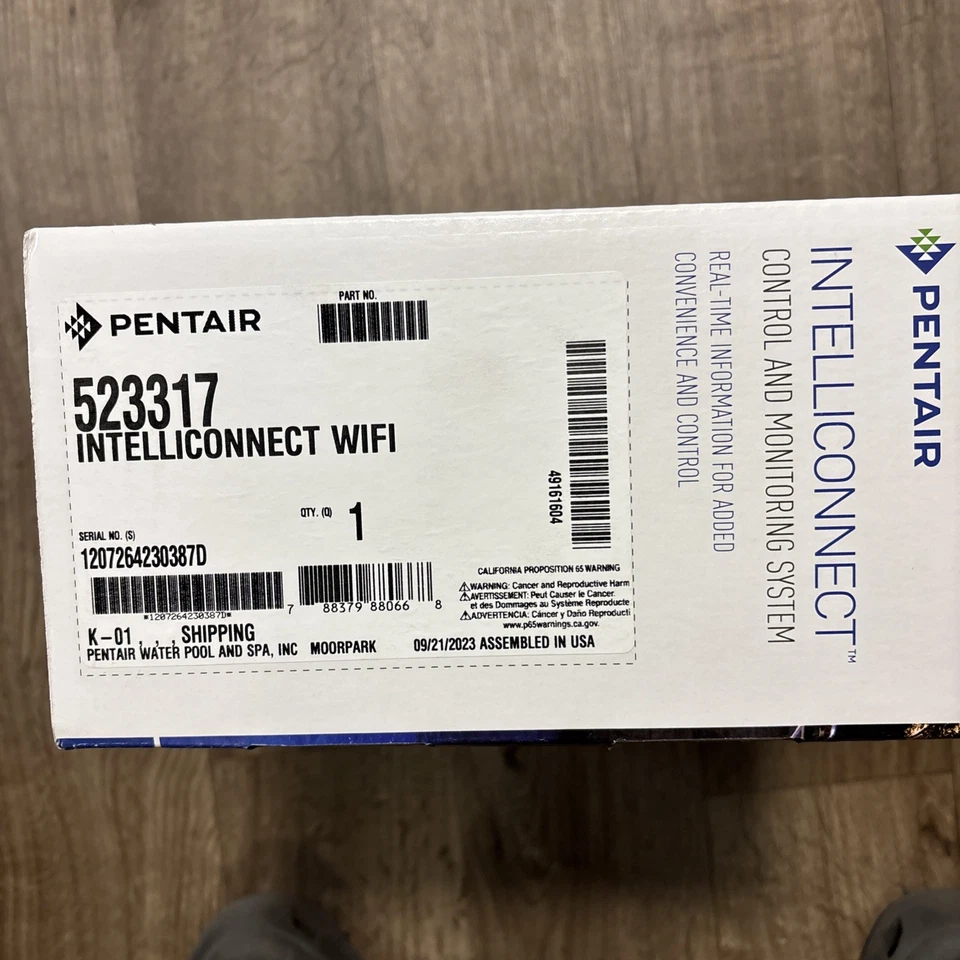 PENTAIR
PART NO.
523317
INTELLICONNECT WIFI
QTY. (Q) 1
SERIAL NO. (S)
1207264230387D
*1207264230387D*
7 88379 88066 8
49161604
CALIFORNIA PROPOSITION 65 WARNING
WARNING: Cancer and Reproductive Harm
AVERTISSEMENT: Peut Causer le Cancer
et des Dommages au Système Reproducte
ADVERTENCIA: Cáncer y Daño Reproducti
www.p65warnings.ca.gov.
K-01 , , , SHIPPING
PENTAIR WATER POOL AND SPA, INC MOORPARK 09/21/2023 ASSEMBLED IN USA
PENTAIR
INTELLICONNECT™
CONTROL AND MONITORING SYSTEM
REAL-TIME INFORMATION FOR ADDED
CONVENIENCE AND CONTROL